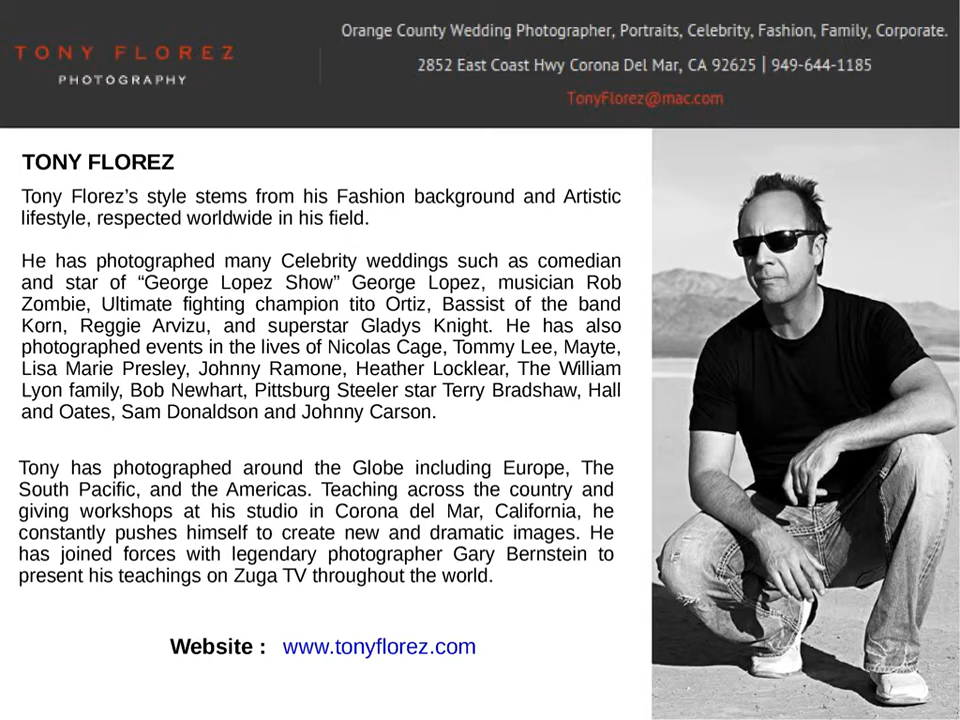 Orange County Wedding Photographer, Portraits, Celebrity, Fashion, Family, Corporate.
TONY FLOREZ
PHOTOGRAPHY
2852 East Coast Hwy Corona Del Mar, CA 92625 | 949-644-1185
TonyFlorez@mac.com
TONY FLOREZ
Tony Florez’s style stems from his Fashion background and Artistic
lifestyle, respected worldwide in his field.
He has photographed many Celebrity weddings such as comedian
and star of “George Lopez Show” George Lopez, musician Rob
Zombie, Ultimate fighting champion tito Ortiz, Bassist of the band
Korn, Reggie Arvizu, and superstar Gladys Knight. He has also
photographed events in the lives of Nicolas Cage, Tommy Lee, Mayte,
Lisa Marie Presley, Johnny Ramone, Heather Locklear, The William
Lyon family, Bob Newhart, Pittsburg Steeler star Terry Bradshaw, Hall
and Oates, Sam Donaldson and Johnny Carson.
Tony has photographed around the Globe including Europe, The
South Pacific, and the Americas. Teaching across the country and
giving workshops at his studio in Corona del Mar, California, he
constantly pushes himself to create new and dramatic images. He
has joined forces with legendary photographer Gary Bernstein to
present his teachings on Zuga TV throughout the world.
Website : www.tonyflorez.com